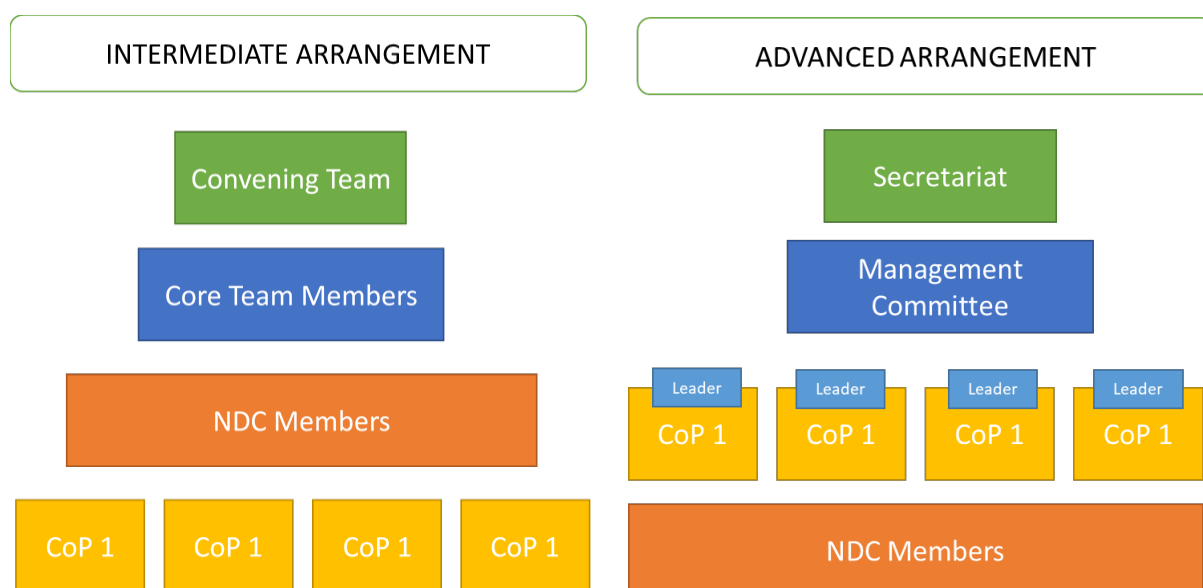 INTERMEDIATE ARRANGEMENT
Convening Team
Core Team Members
NDC Members
CoP 1
CoP 1
CoP 1
CoP 1
ADVANCED ARRANGEMENT
Secretariat
Management
Committee
Leader
CoP 1
Leader
CoP 1
Leader
CoP 1
Leader
CoP 1
NDC Members